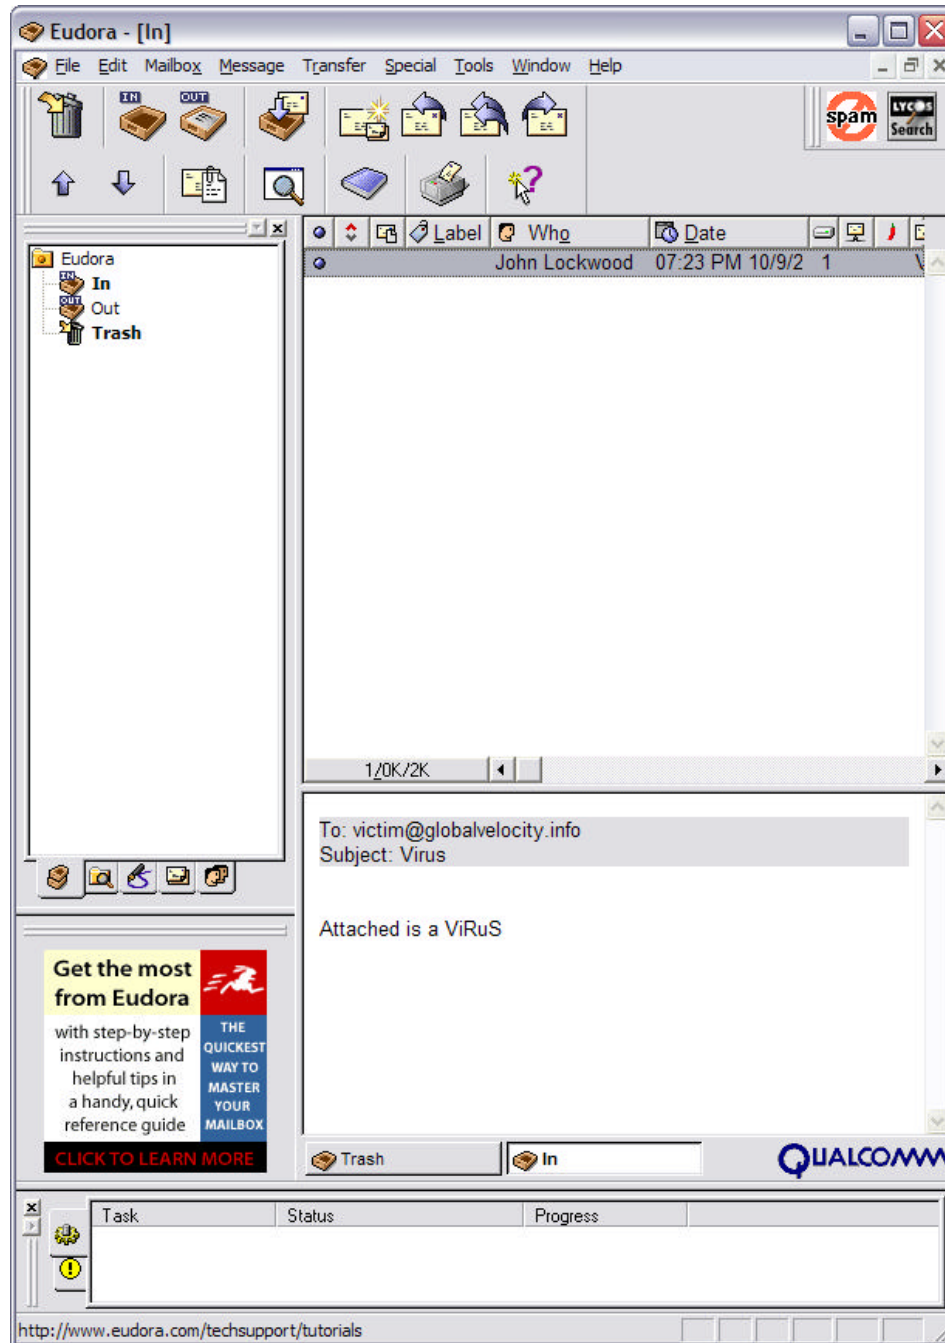 Eudora - [In]
File Edit Mailbox Message Transfer Special Tools Window Help
IN OUT
spam
LYCOS
Search
Label Who Date
John Lockwood 07:23 PM 10/9/2 1
Eudora
IN
In
OUT
Out
Trash
1/0K/2K
To: victim@globalvelocity.info
Subject: Virus
Attached is a ViRuS
Get the most
from Eudora
with step-by-step
instructions and
helpful tips in
a handy, quick
reference guide
THE
QUICKEST
WAY TO
MASTER
YOUR
MAILBOX
CLICK TO LEARN MORE
Trash In
QUALCOMM
Task Status Progress
http://www.eudora.com/techsupport/tutorials